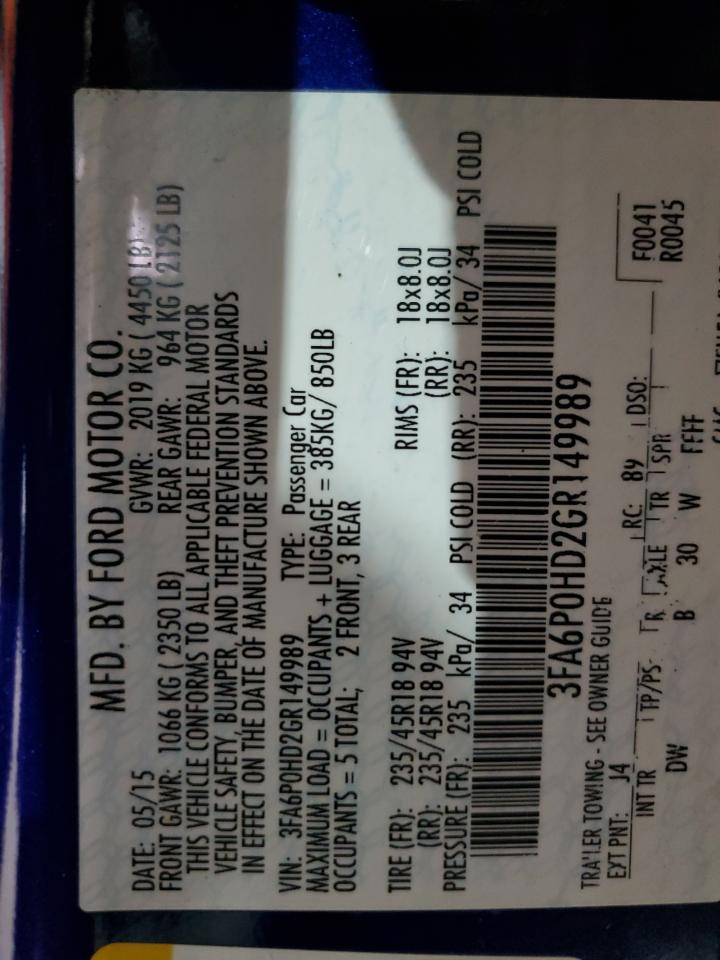 MFD. BY FORD MOTOR CO.
DATE: 05/15 GVWR: 2019 KG ( 4450 LB)
FRONT GAWR: 1066 KG ( 2350 LB) REAR GAWR: 964 KG ( 2125 LB)
THIS VEHICLE CONFORMS TO ALL APPLICABLE FEDERAL MOTOR
VEHICLE SAFETY, BUMPER, AND THEFT PREVENTION STANDARDS
IN EFFECT ON THE DATE OF MANUFACTURE SHOWN ABOVE.
VIN: 3FA6P0HD2GR149989 TYPE: Passenger Car
MAXIMUM LOAD = OCCUPANTS + LUGGAGE = 385KG/ 850LB
OCCUPANTS = 5 TOTAL; 2 FRONT, 3 REAR
TIRE (FR): 235/45R18 94V RIMS (FR): 18x8.0J
(RR): 235/45R18 94V (RR): 18x8.0J
PRESSURE (FR): 235 kPa/ 34 PSI COLD (RR): 235 kPa/ 34 PSI COLD
3FA6P0HD2GR149989
TRAILER TOWING - SEE OWNER GUIDE
F0041
R0045
EXT PNT: J4 RC: 89 DSO:
INT TR TP/PS R AXLE TR SPR
DW B 30 W FFFF